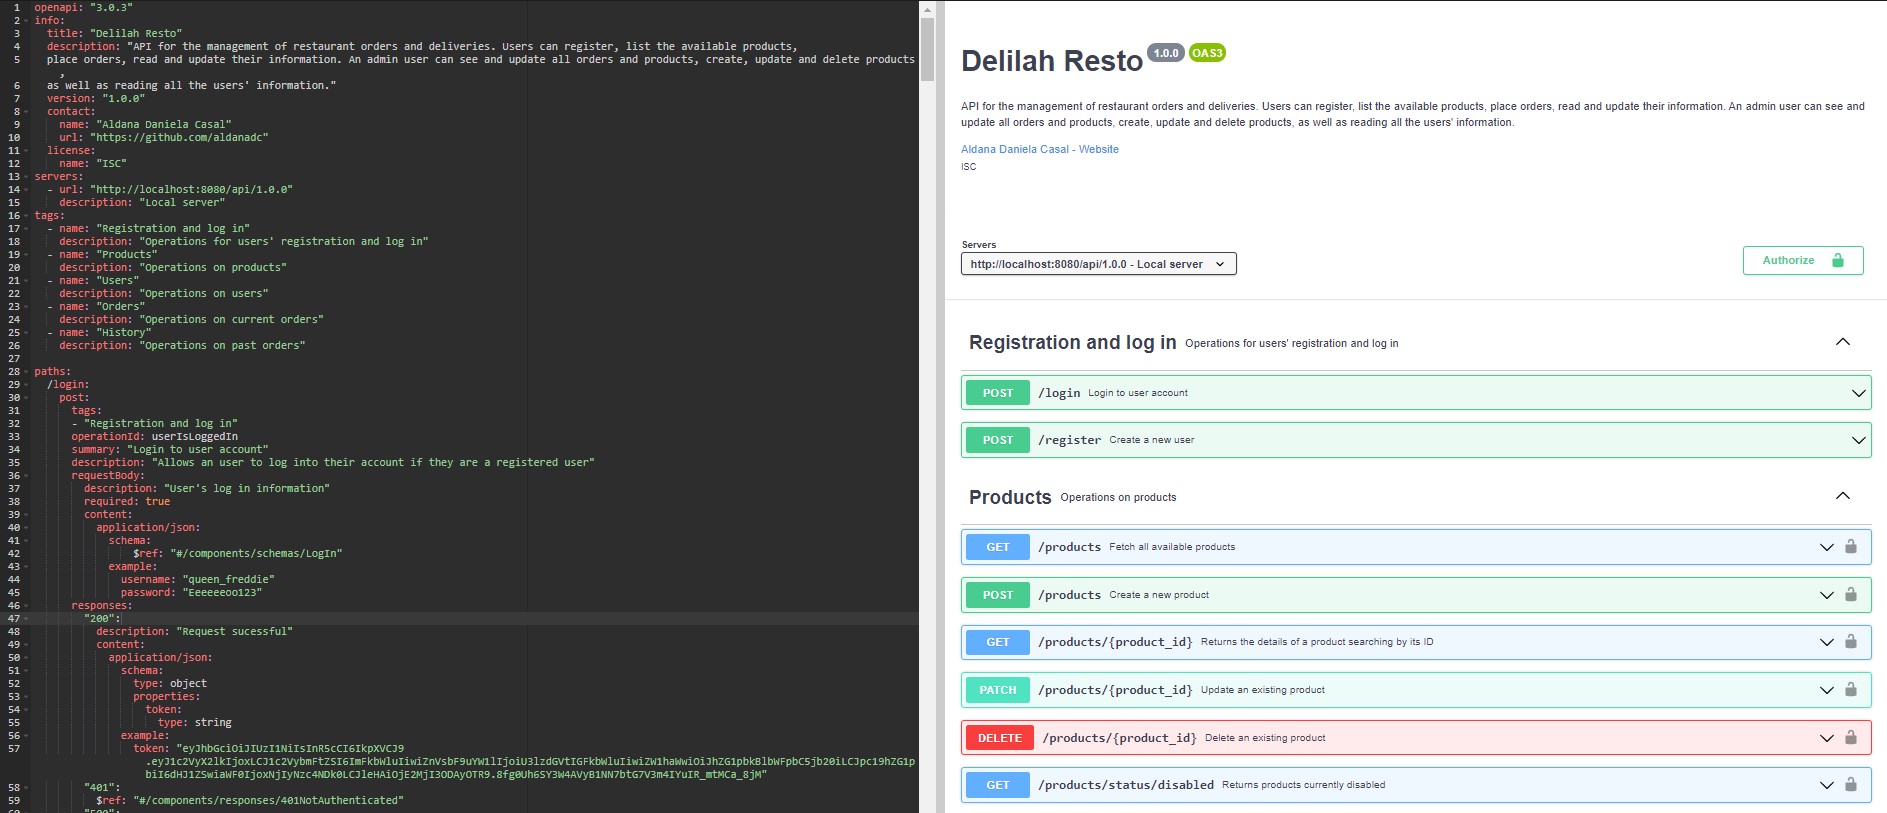 1 openapi: "3.0.3"
2 info:
3 title: "Delilah Resto"
4 description: "API for the management of restaurant orders and deliveries. Users can register, list the available products,
5 place orders, read and update their information. An admin user can see and update all orders and products, create, update and delete products
,
6 as well as reading all the users' information."
7 version: "1.0.0"
8 contact:
9 name: "Aldana Daniela Casal"
10 url: "https://github.com/aldanadc"
11 license:
12 name: "ISC"
13 servers:
14 - url: "http://localhost:8080/api/1.0.0"
15 description: "Local server"
16 tags:
17 - name: "Registration and log in"
18 description: "Operations for users' registration and log in"
19 - name: "Products"
20 description: "Operations on products"
21 - name: "Users"
22 description: "Operations on users"
23 - name: "Orders"
24 description: "Operations on current orders"
25 - name: "History"
26 description: "Operations on past orders"
27
28 paths:
29 /login:
30 post:
31 tags:
32 - "Registration and log in"
33 operationId: userIsLoggedIn
34 summary: "Login to user account"
35 description: "Allows an user to log into their account if they are a registered user"
36 requestBody:
37 description: "User's log in information"
38 required: true
39 content:
40 application/json:
41 schema:
42 $ref: "#/components/schemas/LogIn"
43 example:
44 username: "queen_freddie"
45 password: "Eeeeeeoo123"
46 responses:
47 "200":
48 description: "Request sucessful"
49 content:
50 application/json:
51 schema:
52 type: object
53 properties:
54 token:
55 type: string
56 example:
57 token:
58 "401":
59 $ref: "#/components/responses/401NotAuthenticated"
60 "500":
Delilah Resto 1.0.0 OAS3
API for the management of restaurant orders and deliveries. Users can register, list the available products, place orders, read and update their information. An admin user can see and
update all orders and products, create, update and delete products, as well as reading all the users' information.
Aldana Daniela Casal - Website
ISC
Servers
http://localhost:8080/api/1.0.0 - Local server
Authorize
Registration and log in Operations for users' registration and log in
POST /login Login to user account
POST /register Create a new user
Products Operations on products
GET /products Fetch all available products
POST /products Create a new product
GET /products/{product_id} Returns the details of a product searching by its ID
PATCH /products/{product_id} Update an existing product
DELETE /products/{product_id} Delete an existing product
GET /products/status/disabled Returns products currently disabled